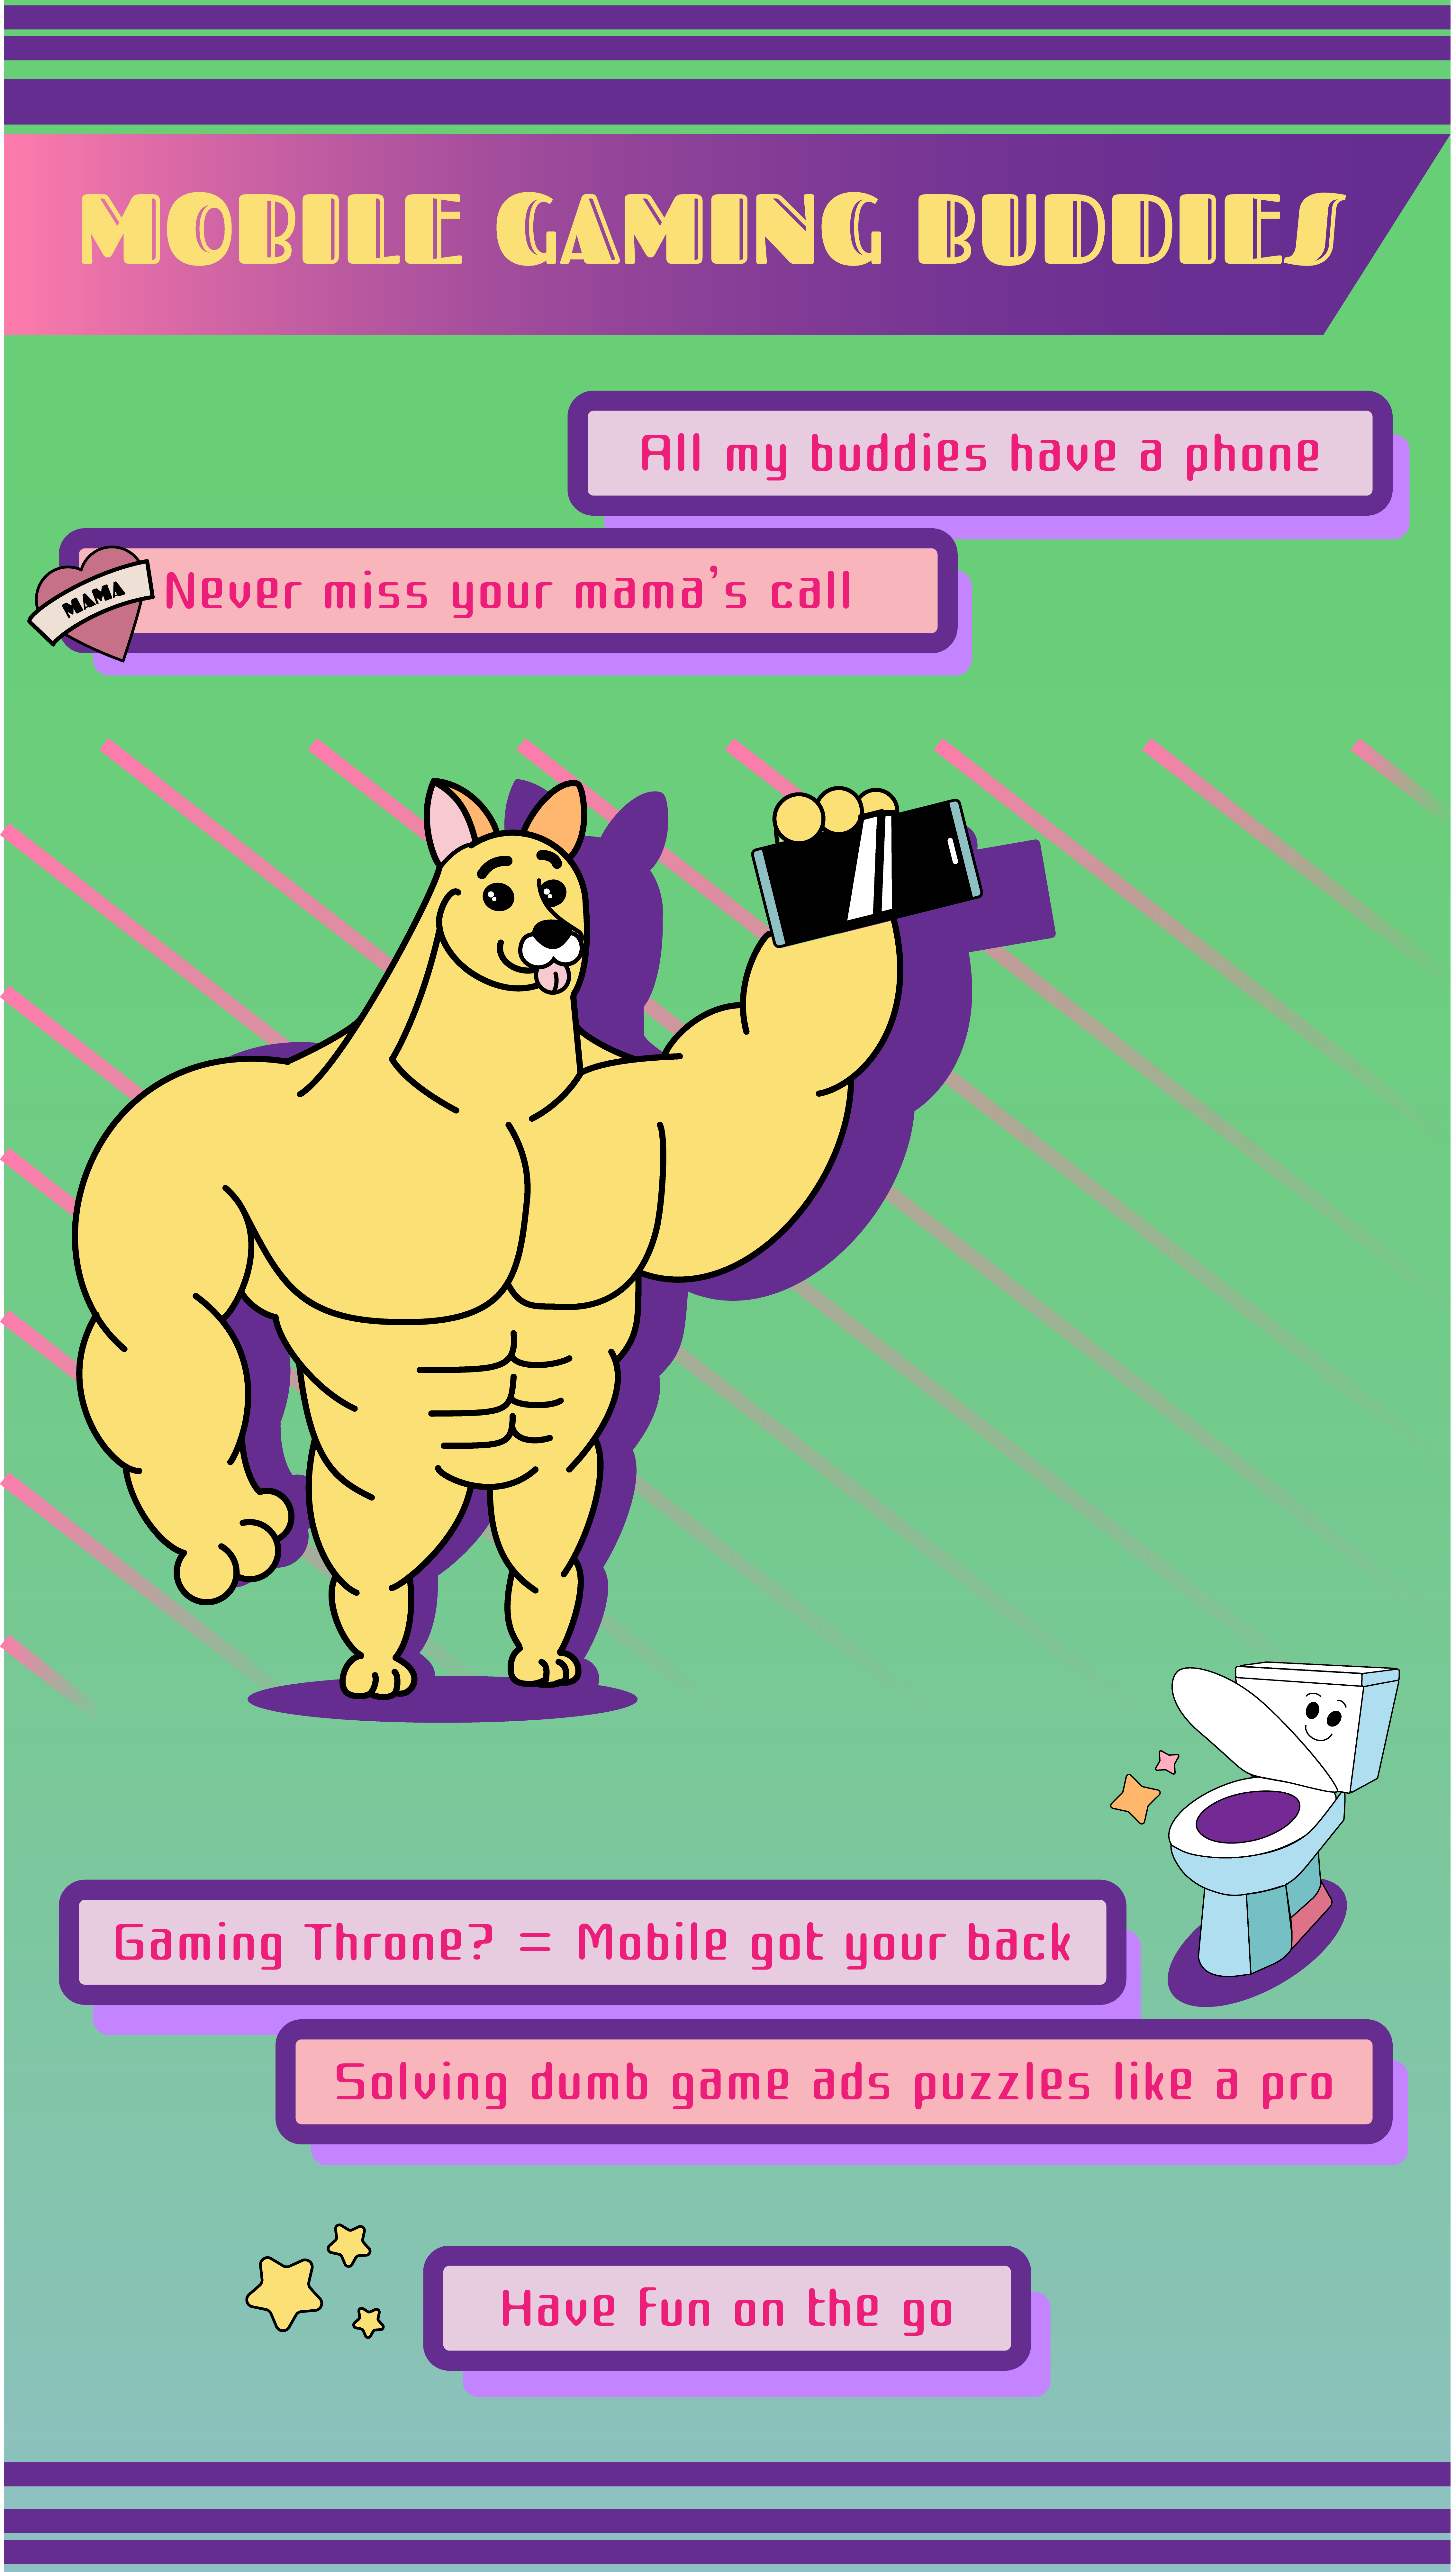 MOBILE GAMING BUDDIES
All my buddies have a phone
MAMA
Never miss your mama's call
Gaming Throne? = Mobile got your back
Solving dumb game ads puzzles like a pro
Have fun on the go